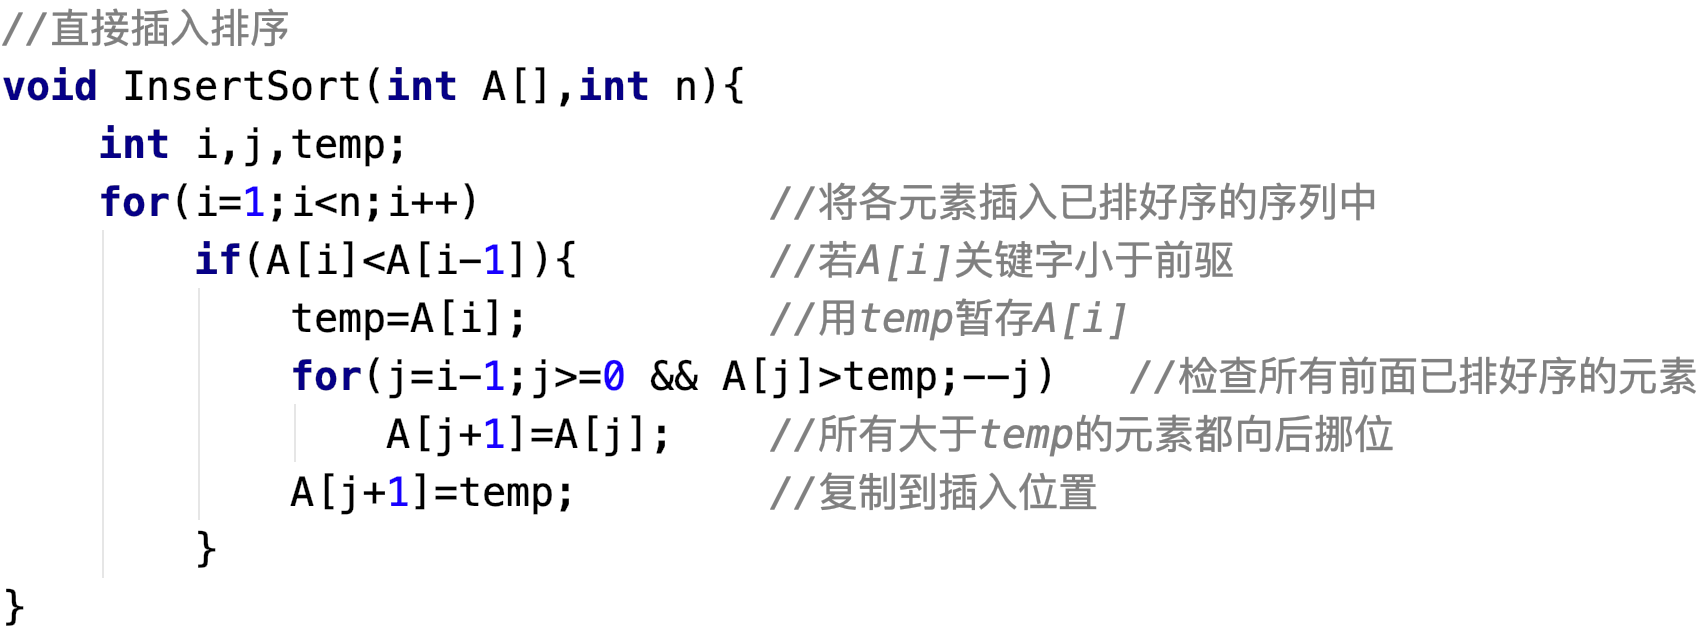 //直接插入排序
void InsertSort(int A[],int n){
    int i,j,temp;
    for(i=1;i<n;i++)            //将各元素插入已排好序的序列中
        if(A[i]<A[i-1]){        //若A[i]关键字小于前驱
            temp=A[i];          //用temp暂存A[i]
            for(j=i-1;j>=0 && A[j]>temp;--j)   //检查所有前面已排好序的元素
                A[j+1]=A[j];    //所有大于temp的元素都向后挪位
            A[j+1]=temp;        //复制到插入位置
        }
}